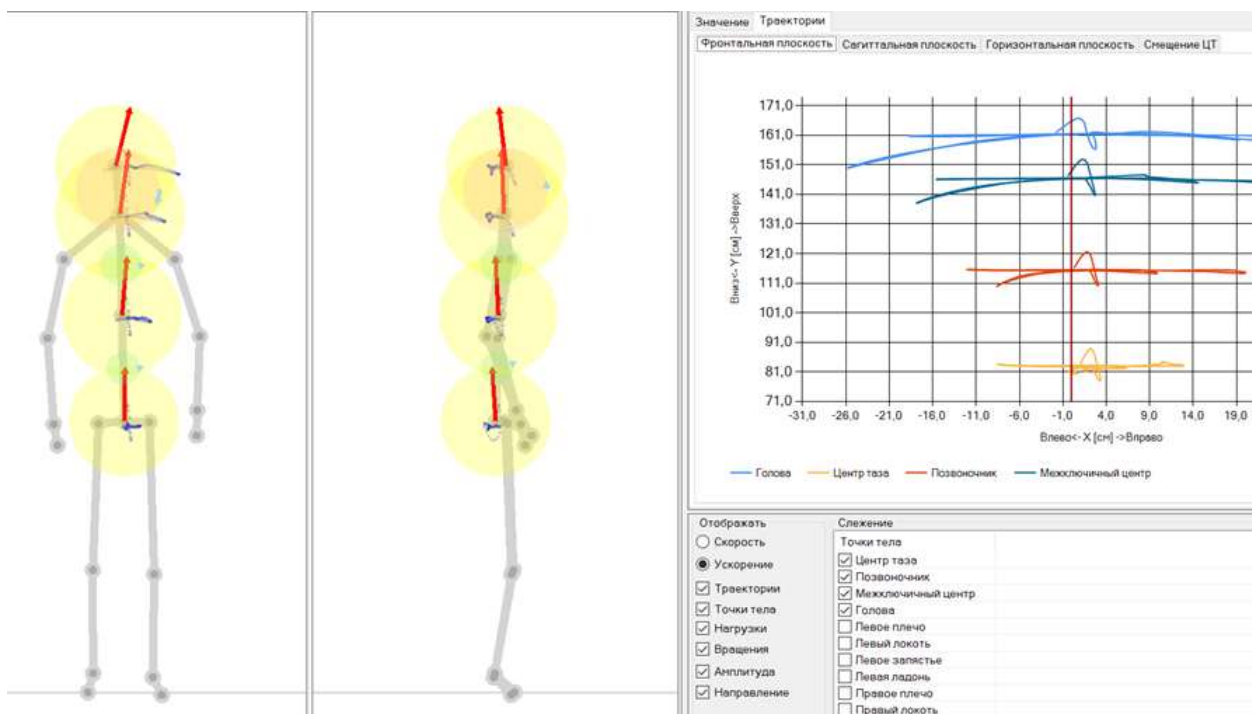 Значение Траектории
Фронтальная плоскость Сагиттальная плоскость Горизонтальная плоскость Смещение ЦТ
171,0
161,0
151,0
141,0
131,0
121,0
111,0
101,0
91,0
81,0
71,0
Вниз<- Y [см] ->Вверх
-31,0 -26,0 -21,0 -16,0 -11,0 -6,0 -1,0 4,0 9,0 14,0 19,0
Влево<- X [см] ->Вправо
Голова Центр таза Позвоночник Межключичный центр
Отображать
Скорость
Ускорение
Траектории
Точки тела
Нагрузки
Вращения
Амплитуда
Направление
Слежение
Точки тела
Центр таза
Позвоночник
Межключичный центр
Голова
Левое плечо
Левый локоть
Левое запястье
Левая ладонь
Правое плечо
Правый локоть